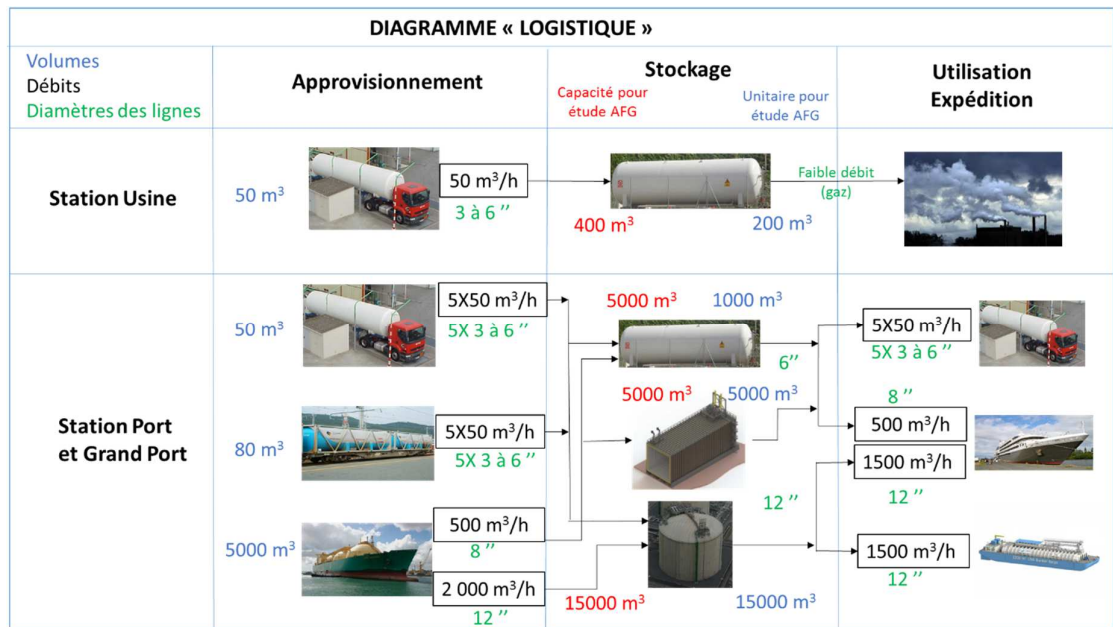 DIAGRAMME « LOGISTIQUE »
Volumes
Débits
Diamètres des lignes
Approvisionnement
Stockage
Capacité pour
étude AFG
Unitaire pour
étude AFG
Utilisation
Expédition
Station Usine
50 m³
50 m³/h
3 à 6 ’’
400 m³
200 m³
Faible débit
(gaz)
Station Port
et Grand Port
50 m³
5X50 m³/h
5X 3 à 6 ’’
5000 m³
1000 m³
6’’
5X50 m³/h
5X 3 à 6 ’’
80 m³
5X50 m³/h
5X 3 à 6 ’’
5000 m³
5000 m³
8 ’’
500 m³/h
1500 m³/h
12 ’’
5000 m³
500 m³/h
8 ’’
2 000 m³/h
12 ’’
12 ’’
15000 m³
15000 m³
1500 m³/h
12 ’’